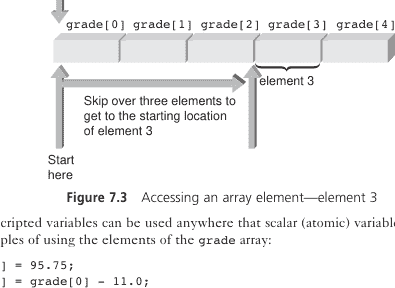 grade[0] grade[1] grade[2] grade[3] grade[4]
element 3
Skip over three elements to
get to the starting location
of element 3
Start
here
Figure 7.3 Accessing an array element—element 3
cripted variables can be used anywhere that scalar (atomic) variable
ples of using the elements of the grade array:
] = 95.75;
] = grade[0] - 11.0;